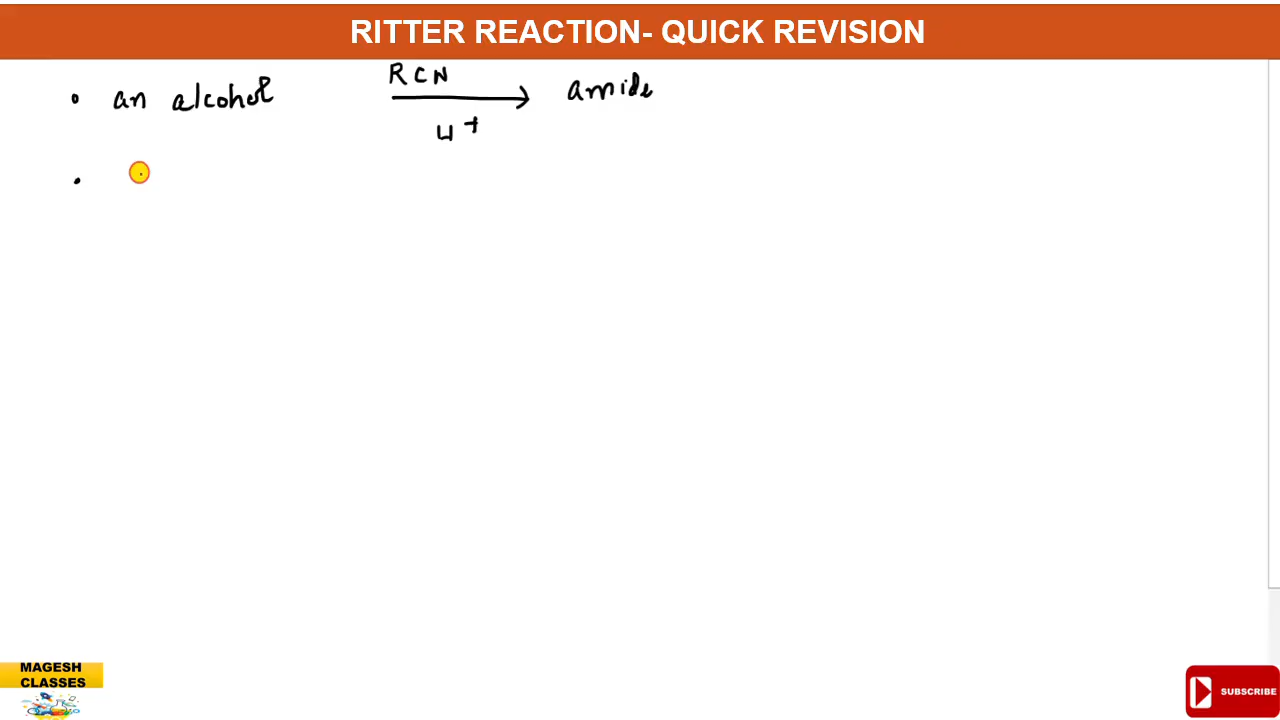 RITTER REACTION- QUICK REVISION
• an alcohol RCN amide
H+
•
MAGESH
CLASSES
SUBSCRIBE